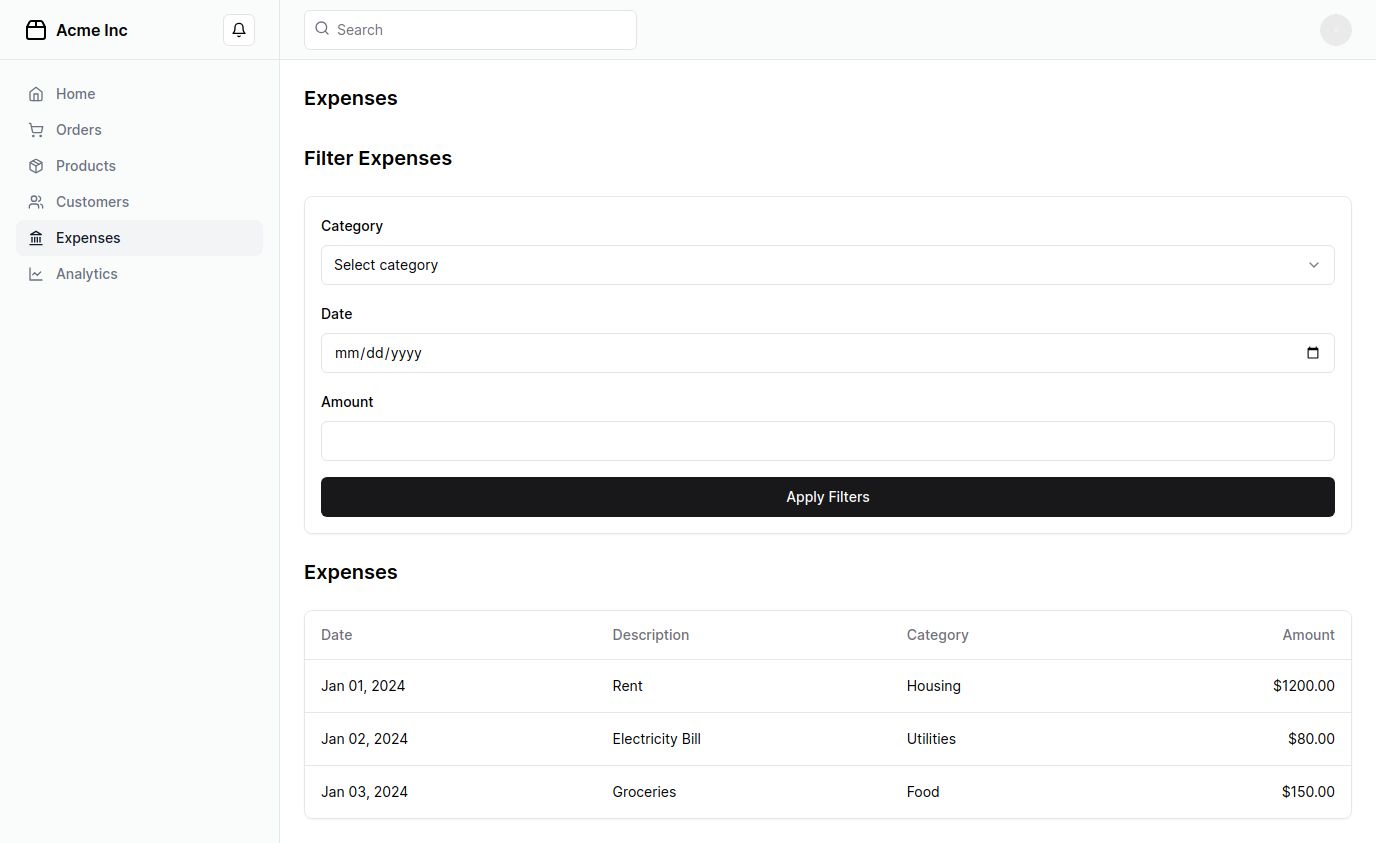 Acme Inc
Search
Home
Orders
Products
Customers
Expenses
Analytics
Expenses
Filter Expenses
Category
Select category
Date
mm/dd/yyyy
Amount
Apply Filters
Expenses
Date Description Category Amount
Jan 01, 2024 Rent Housing $1200.00
Jan 02, 2024 Electricity Bill Utilities $80.00
Jan 03, 2024 Groceries Food $150.00